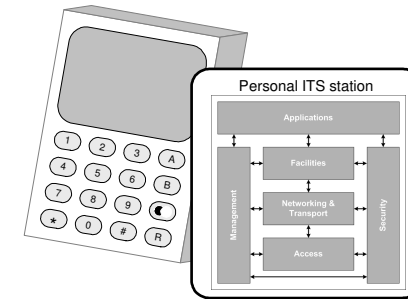 Personal ITS station
Applications
Facilities
Networking &
Transport
Access
Management
Security
1 2 3 A
4 5 6 B
7 8 9
* 0 # R